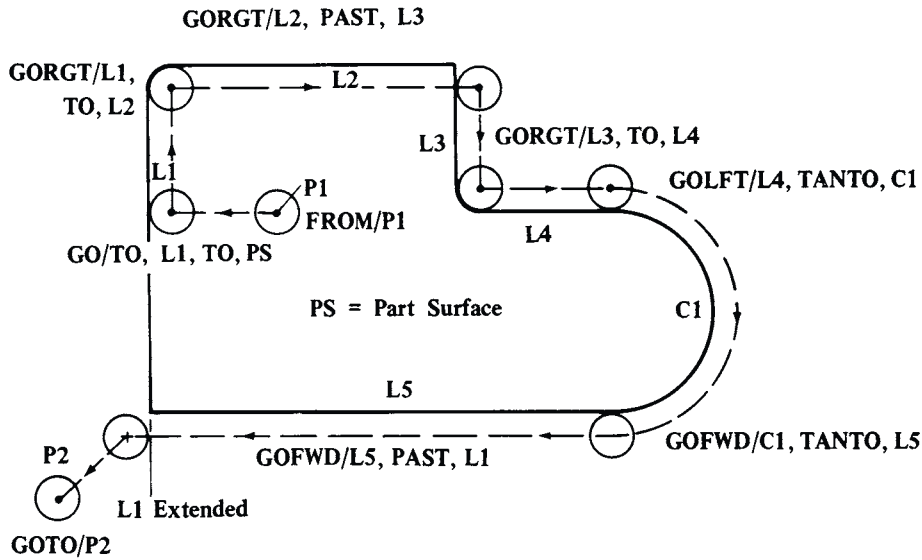 GORGT/L2, PAST, L3
GORGT/L1,
TO, L2
L2
L3
GORGT/L3, TO, L4
L1
P1
FROM/P1
GOLFT/L4, TANTO, C1
L4
GO/TO, L1, TO, PS
PS = Part Surface
C1
L5
GOFWD/C1, TANTO, L5
GOFWD/L5, PAST, L1
P2
L1 Extended
GOTO/P2